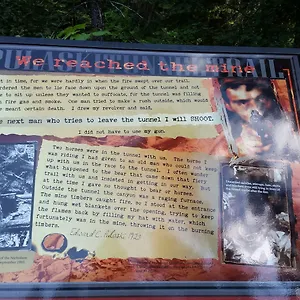 PULASKI TRAIL
We reached the mine
st in time, for we were hardly in when the fire swept over our trail.
rdered the men to lie face down upon the ground of the tunnel and not
e to sit up unless they wanted to suffocate, for the tunnel was filling
h fire gas and smoke. One man tried to make a rush outside, which would
meant certain death. I drew my revolver and said,
e next man who tries to leave the tunnel I will SHOOT.
I did not have to use my gun.
Two horses were in the tunnel with us. The horse I
was riding I had given to an old man who could not keep
up with us in the race to the tunnel. I often wonder
what happened to the bear that came down that fiery
trail with us and insisted in getting in our way. But
at the time I gave no thought to bear or horses.
Outside the tunnel the canyon was a raging furnace.
The mine timbers caught fire, so I stood at the entrance
and hung wet blankets over the opening, trying to keep
the flames back by filling my hat with water, which
fortunately was in the mine, throwing it on the burning
timbers.
Edward C. Pulaski, 1923